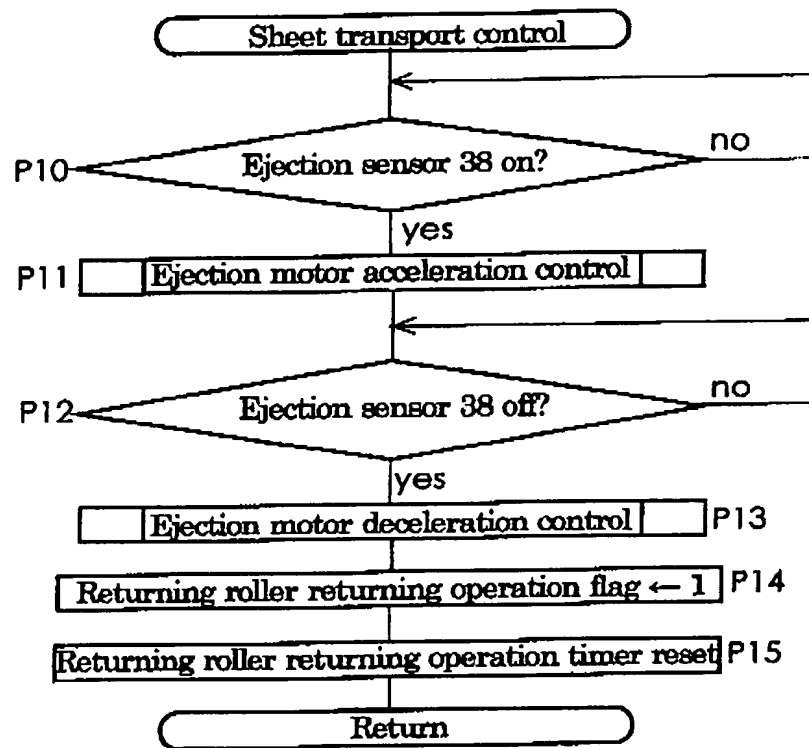 Sheet transport control
P10
Ejection sensor 38 on?
no
yes
P11
Ejection motor acceleration control
P12
Ejection sensor 38 off?
no
yes
Ejection motor deceleration control
P13
Returning roller returning operation flag ← 1
P14
Returning roller returning operation timer reset
P15
Return